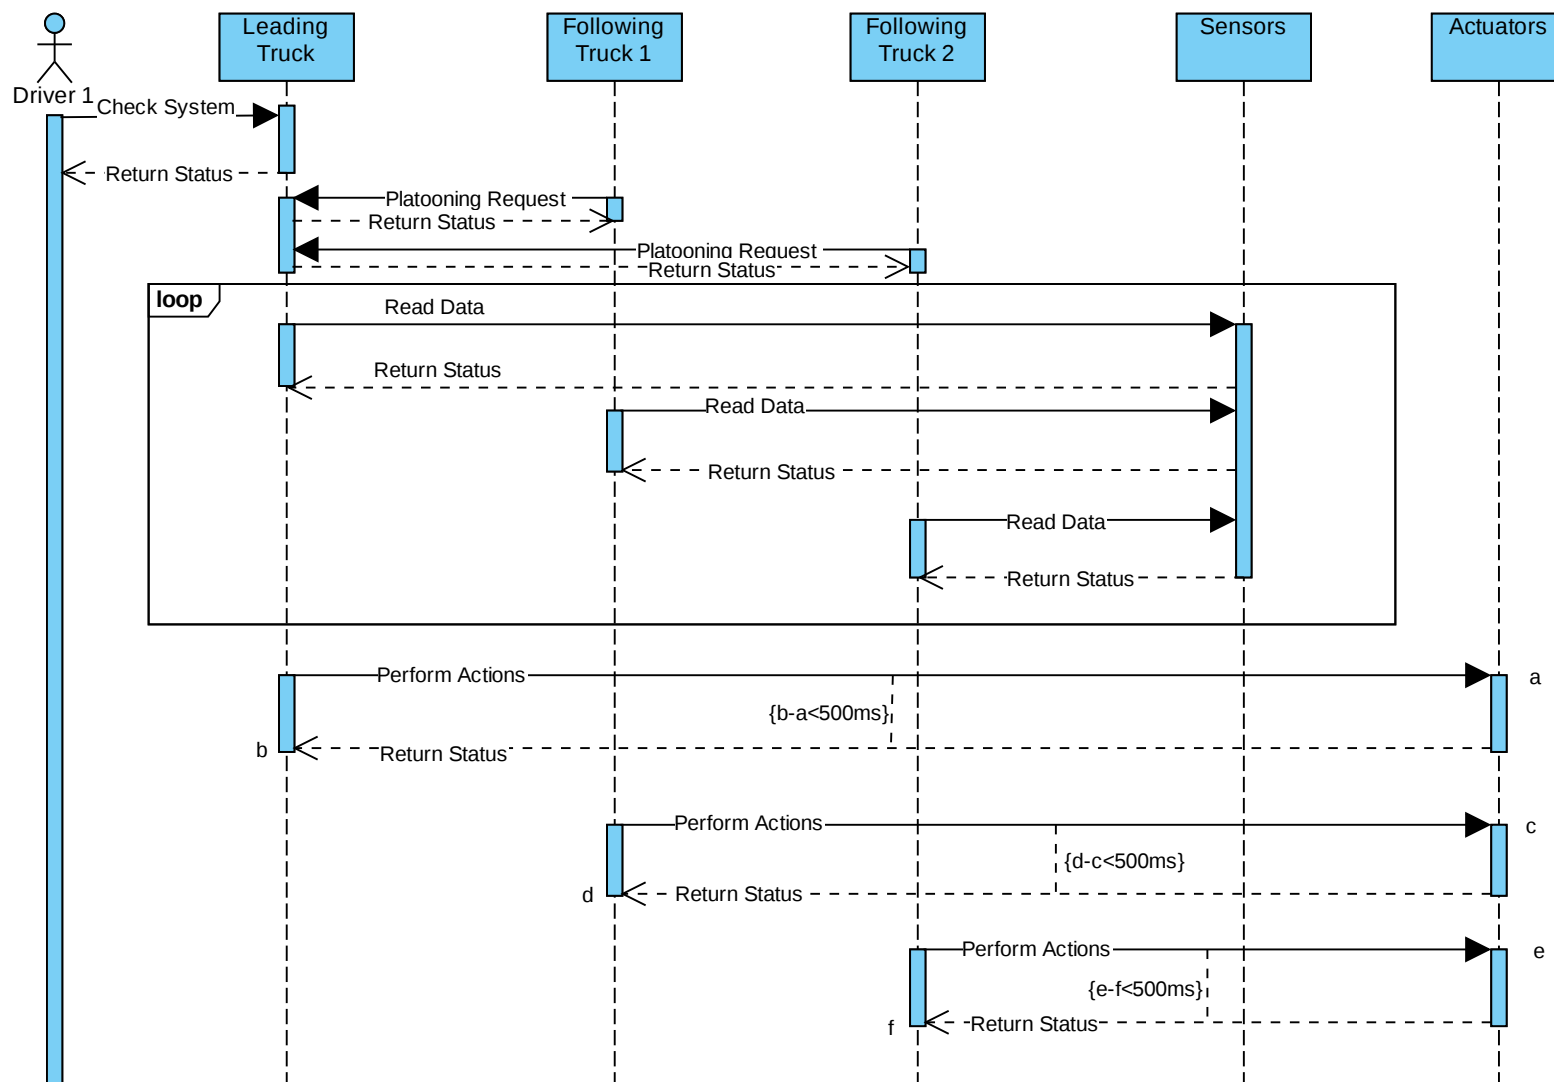 Leading
Truck
Following
Truck 1
Following
Truck 2
Sensors
Actuators
Driver 1
Check System
Return Status
Platooning Request
Return Status
Platooning Request
Return Status
loop
Read Data
Return Status
Read Data
Return Status
Read Data
Return Status
Perform Actions
a
{b-a<500ms}
b
Return Status
Perform Actions
c
{d-c<500ms}
d
Return Status
Perform Actions
e
{e-f<500ms}
f
Return Status